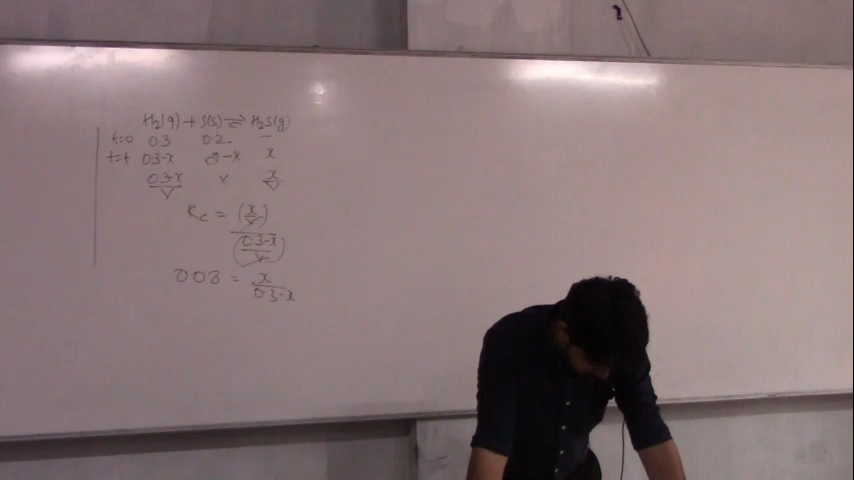 H₂(g) + S(s) ⇌ H₂S(g)
t=0 0.3 0.2 –
t=t 0.3-x 2-x x
0.3-x/V x/V
Kc = (x/V)/(0.3-x/V)
0.08 = x/0.3-x